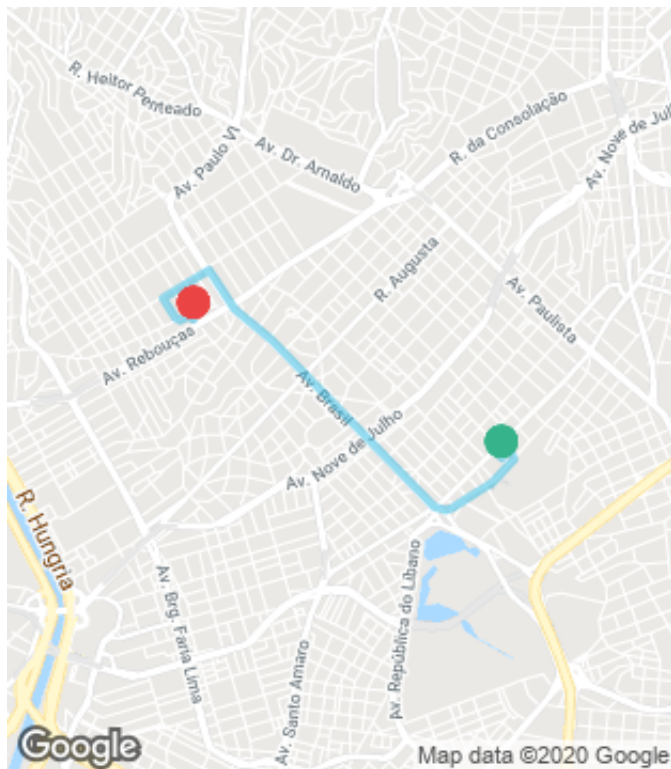 R. Heitor Penteado
Av. Paulo VI
Av. Dr. Arnaldo
R. da Consolação
Av. Nove de Jul
R. Augusta
Av. Paulista
Av. Rebouças
Av. Brasil
Av. Nove de Julho
R. Hungria
Av. Brg. Faria Lima
Av. Santo Amaro
Av. República do Líbano
Google
Map data ©2020 Google